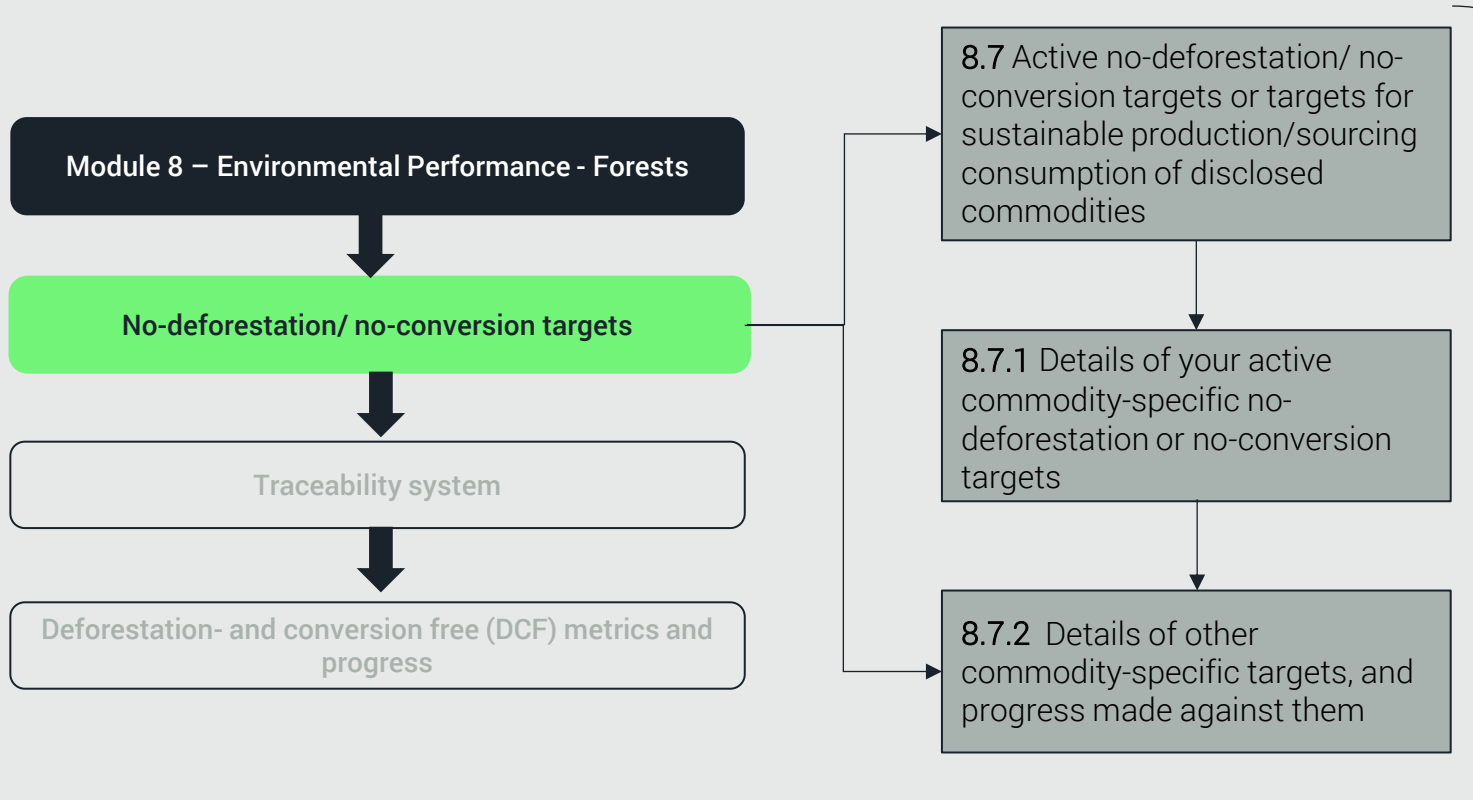 Module 8 – Environmental Performance - Forests
No-deforestation/ no-conversion targets
Traceability system
Deforestation- and conversion free (DCF) metrics and
progress
8.7 Active no-deforestation/ no-
conversion targets or targets for
sustainable production/sourcing
consumption of disclosed
commodities
8.7.1 Details of your active
commodity-specific no-
deforestation or no-conversion
targets
8.7.2 Details of other
commodity-specific targets, and
progress made against them